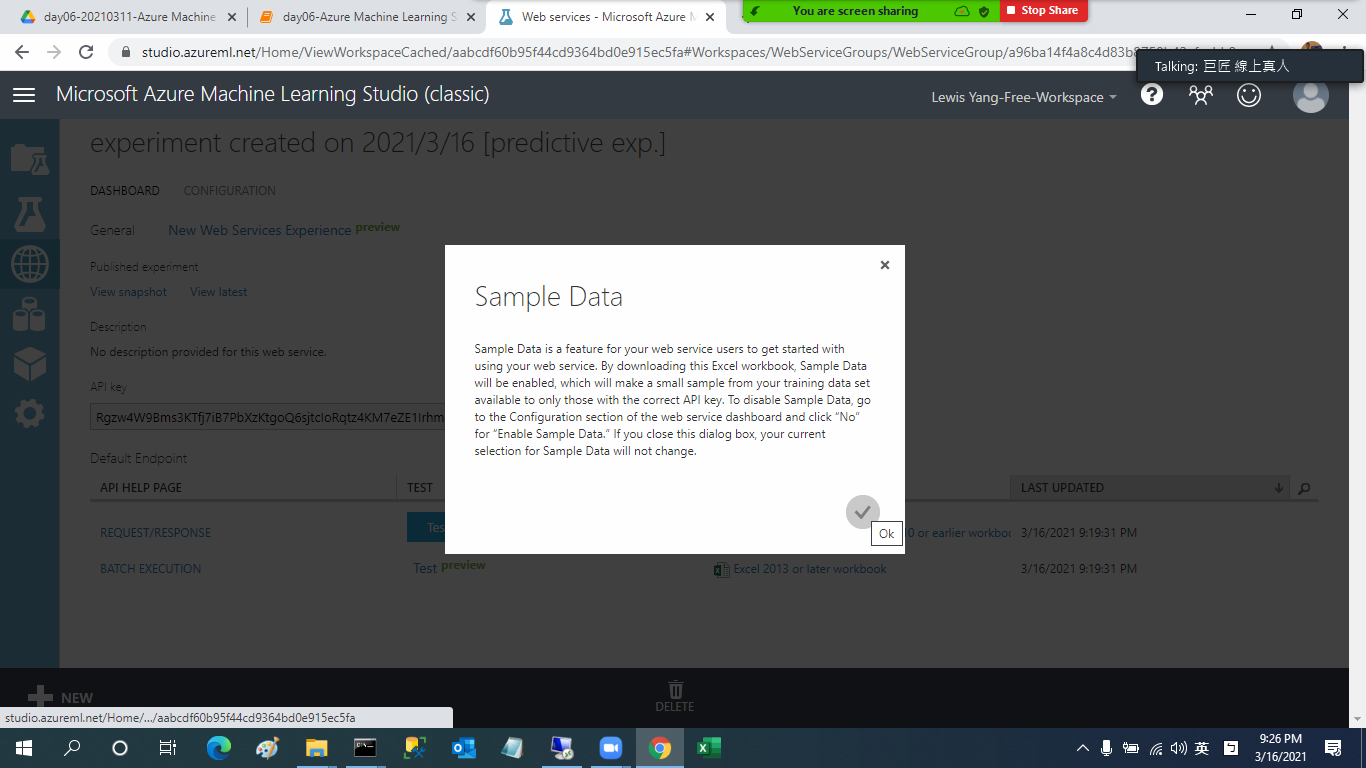 day06-20210311-Azure Machine
day06-Azure Machine Learning S
Web services - Microsoft Azure M
You are screen sharing
Stop Share
studio.azureml.net/Home/ViewWorkspaceCached/aabcdf60b95f44cd9364bd0e915ec5fa#Workspaces/WebServiceGroups/WebServiceGroup/a96ba14f4a8c4d83b
Talking: 巨匠 線上真人
Microsoft Azure Machine Learning Studio (classic)
Lewis Yang-Free-Workspace
experiment created on 2021/3/16 [predictive exp.]
DASHBOARD CONFIGURATION
General New Web Services Experience preview
Published experiment
View snapshot View latest
Description
No description provided for this web service.
API key
Rgzw4W9Bms3KTfj7iB7PbXzKtgoQ6sjtcIoRqtz4KM7eZE1Irhm
Default Endpoint
API HELP PAGE TEST LAST UPDATED
REQUEST/RESPONSE Tes 0 or earlier workboo 3/16/2021 9:19:31 PM
BATCH EXECUTION Test preview Excel 2013 or later workbook 3/16/2021 9:19:31 PM
Sample Data
Sample Data is a feature for your web service users to get started with
using your web service. By downloading this Excel workbook, Sample Data
will be enabled, which will make a small sample from your training data set
available to only those with the correct API key. To disable Sample Data, go
to the Configuration section of the web service dashboard and click “No”
for “Enable Sample Data.” If you close this dialog box, your current
selection for Sample Data will not change.
Ok
NEW
DELETE
studio.azureml.net/Home/.../aabcdf60b95f44cd9364bd0e915ec5fa
英
9:26 PM
3/16/2021